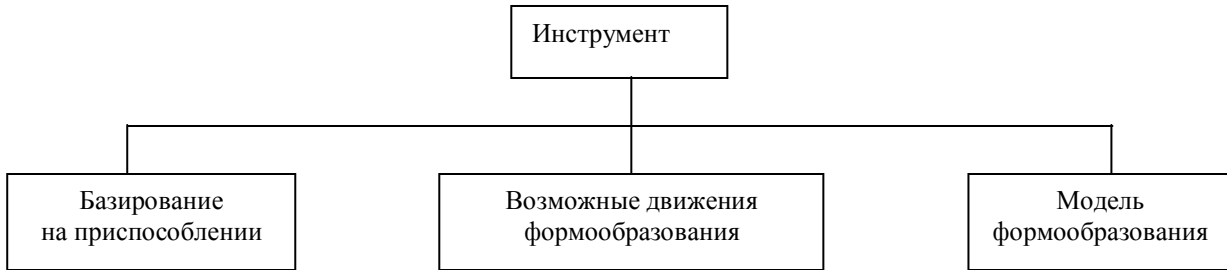 Инструмент
Базирование
на приспособлении
Возможные движения
формообразования
Модель
формообразования